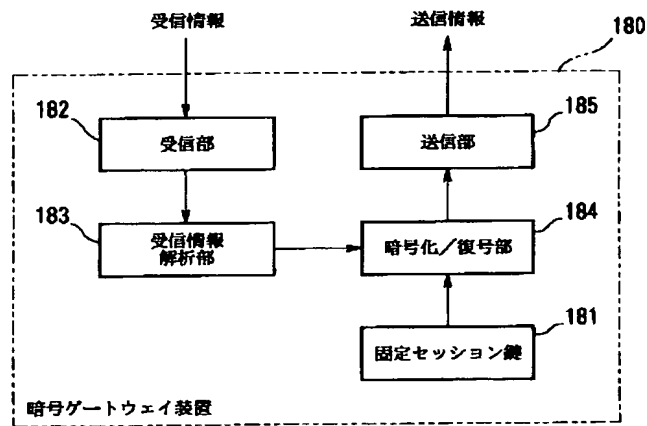 受信情報
送信情報
180
182
受信部
185
送信部
183
受信情報
解析部
184
暗号化／復号部
181
固定セッション鍵
暗号ゲートウェイ装置